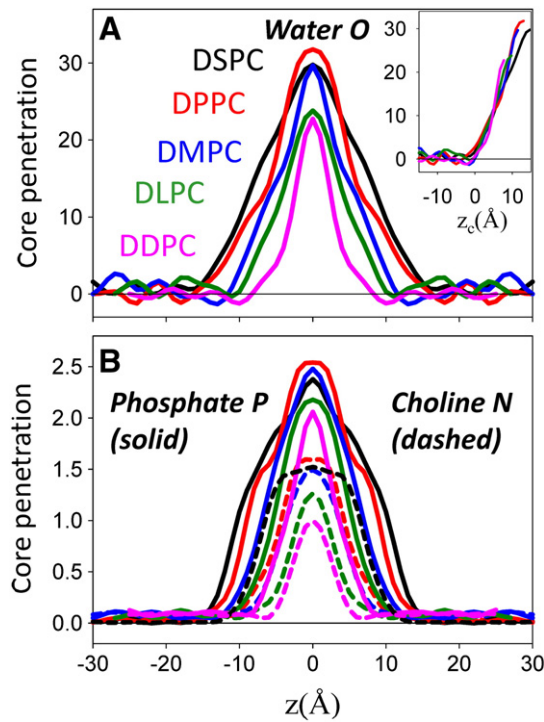 A
Water O
DSPC
DPPC
DMPC
DLPC
DDPC
Core penetration
30
20
10
0
30
20
10
0
-10 0 10
z_c(Å)
B
Phosphate P
(solid)
Choline N
(dashed)
Core penetration
2.5
2.0
1.5
1.0
0.5
0.0
-30 -20 -10 0 10 20 30
z(Å)